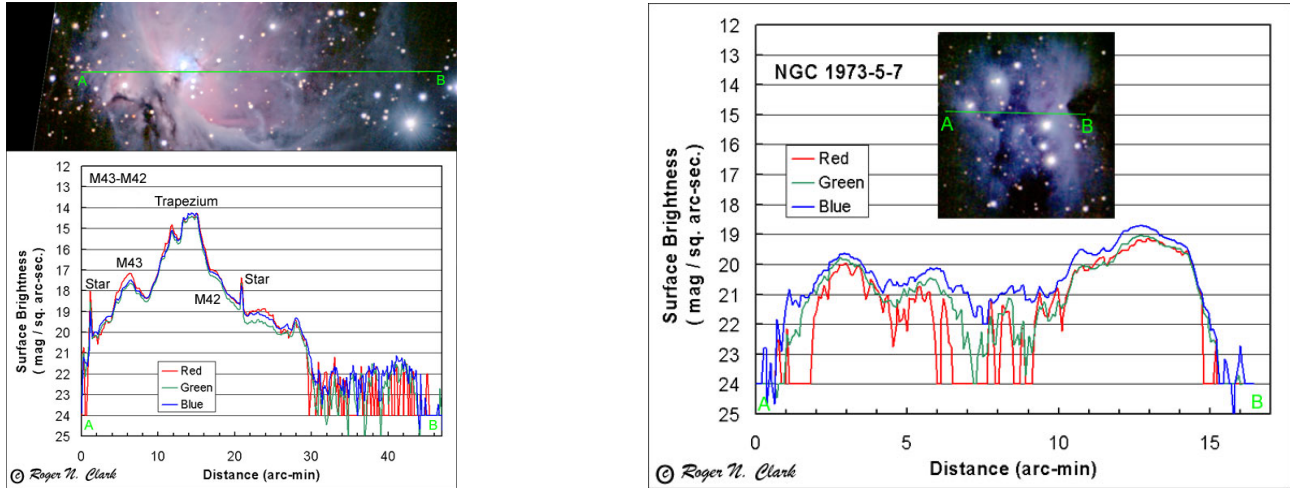 A
B
12
13
14
15
16
17
18
19
20
21
22
23
24
25
Surface Brightness
( mag / sq. arc-sec.)
M43-M42
Trapezium
M43
Star
Star
M42
Red
Green
Blue
A
B
0 10 20 30 40
Distance (arc-min)
© Roger N. Clark
12
13
14
15
16
17
18
19
20
21
22
23
24
25
Surface Brightness
( mag / sq. arc-sec.)
NGC 1973-5-7
A
B
Red
Green
Blue
A
B
0 5 10 15
Distance (arc-min)
© Roger N. Clark